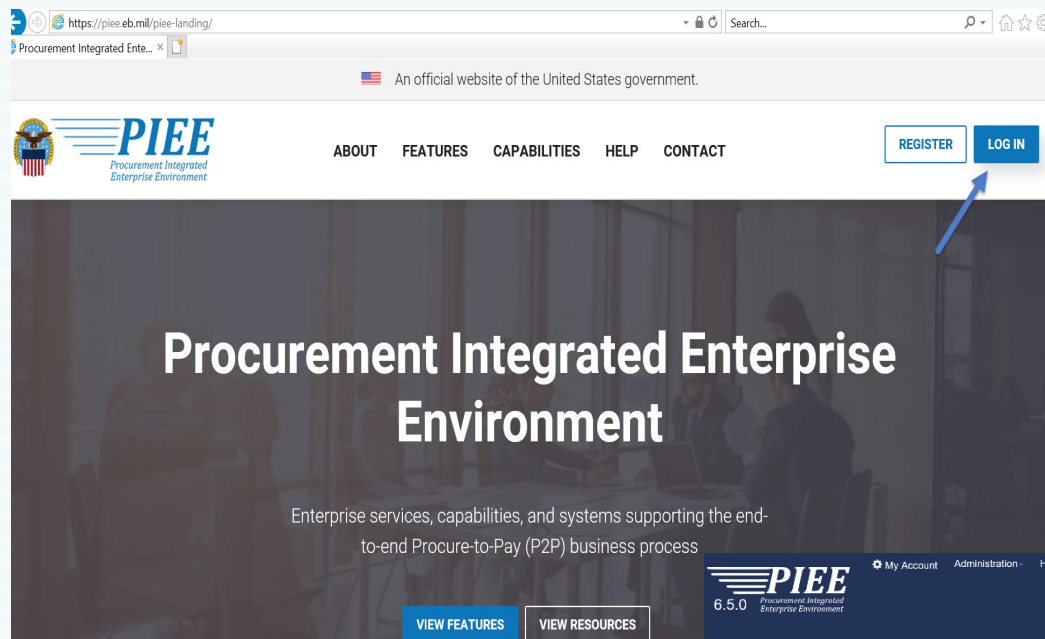 https://piee.eb.mil/piee-landing/
Search...
Procurement Integrated Ente...
An official website of the United States government.
PIEE
Procurement Integrated
Enterprise Environment
ABOUT FEATURES CAPABILITIES HELP CONTACT
REGISTER LOG IN
Procurement Integrated Enterprise
Environment
Enterprise services, capabilities, and systems supporting the end-
to-end Procure-to-Pay (P2P) business process
VIEW FEATURES VIEW RESOURCES
PIEE
6.5.0
Procurement Integrated
Enterprise Environment
My Account Administration H